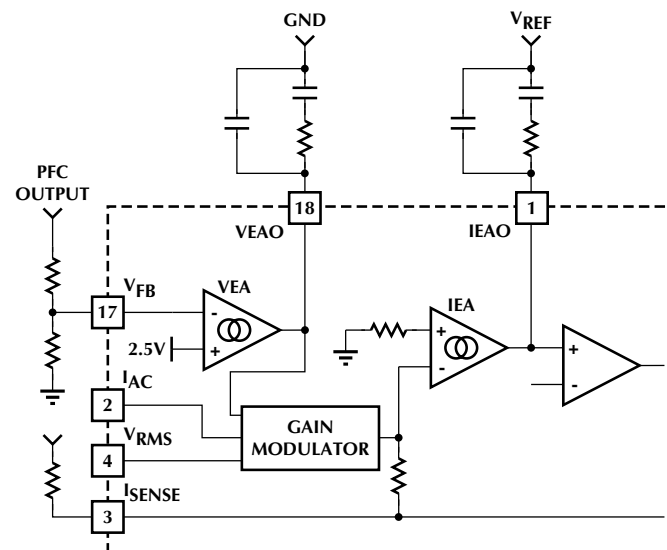 GND
VREF
PFC
OUTPUT
18
1
VEAO
IEAO
VFB
VEA
IEA
17
-
+
2.5V
+
-
+
-
IAC
2
GAIN
MODULATOR
VRMS
4
ISENSE
3